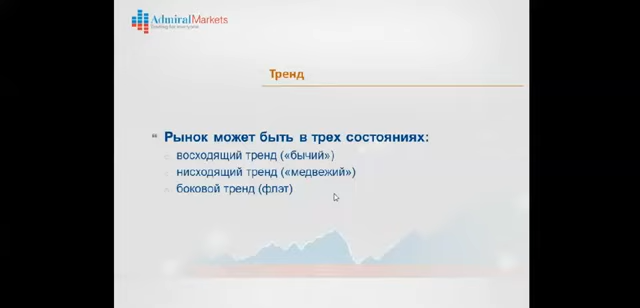 AdmiralMarkets
Тренд
Рынок может быть в трех состояниях:
восходящий тренд («бычий»)
нисходящий тренд («медвежий»)
боковой тренд (флэт)